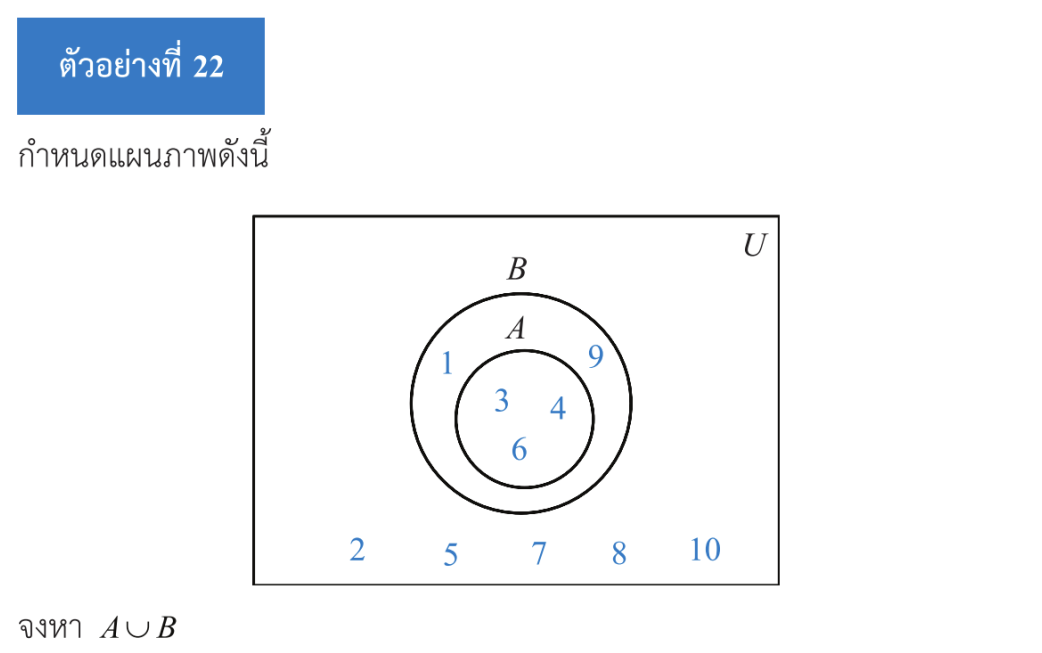 ตัวอย่างที่ 22
กำหนดแผนภาพดังนี้
U
B
A
1 9
3 4
6
2 5 7 8 10
จงหา A ∪ B